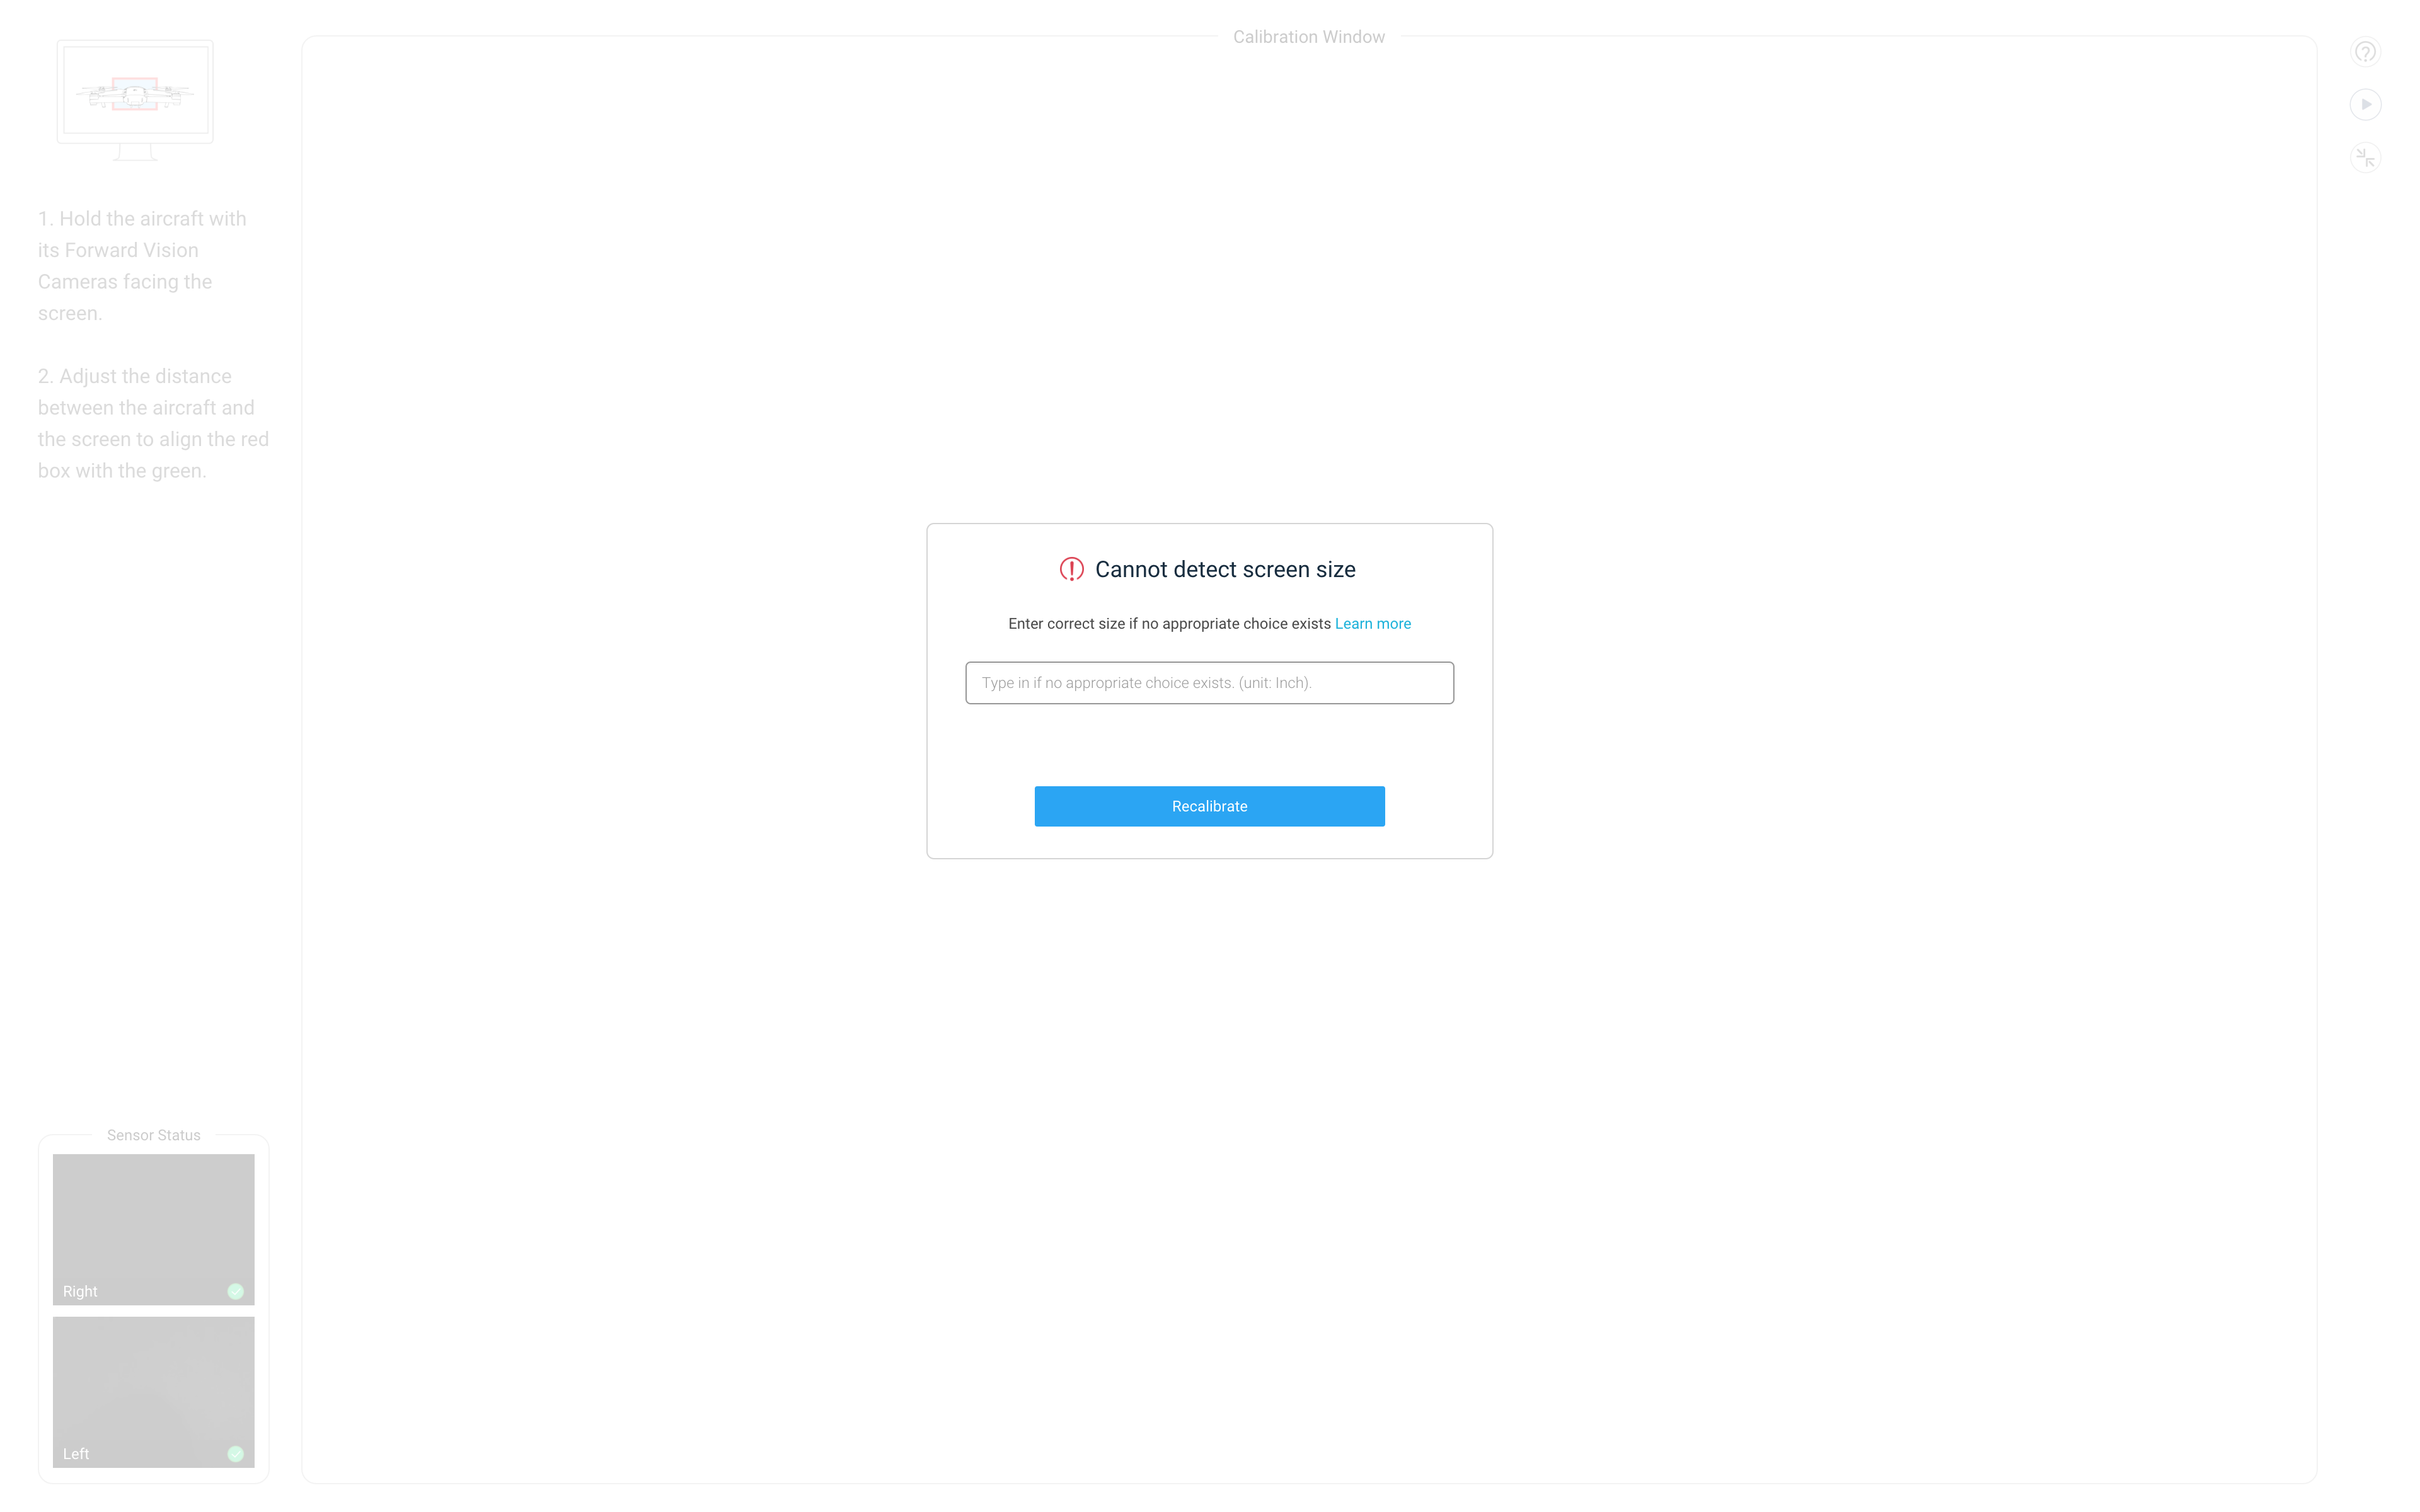 Calibration Window
1. Hold the aircraft with
its Forward Vision
Cameras facing the
screen.
2. Adjust the distance
between the aircraft and
the screen to align the red
box with the green.
Cannot detect screen size
Enter correct size if no appropriate choice exists Learn more
Type in if no appropriate choice exists. (unit: Inch).
Recalibrate
Sensor Status
Right
Left